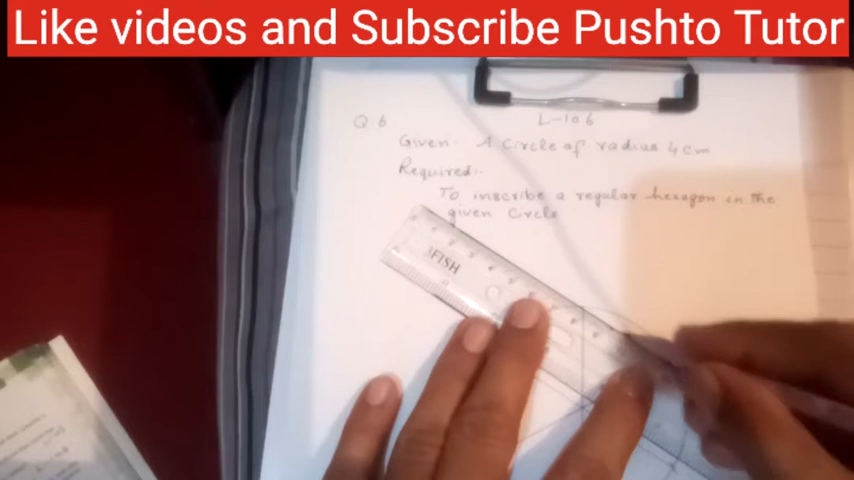 Like videos and Subscribe Pushto Tutor
Q.6 L-106
Given:- A Circle of radius 4cm
Required:-
To inscribe a regular hexagon in the
given Circle
FISH